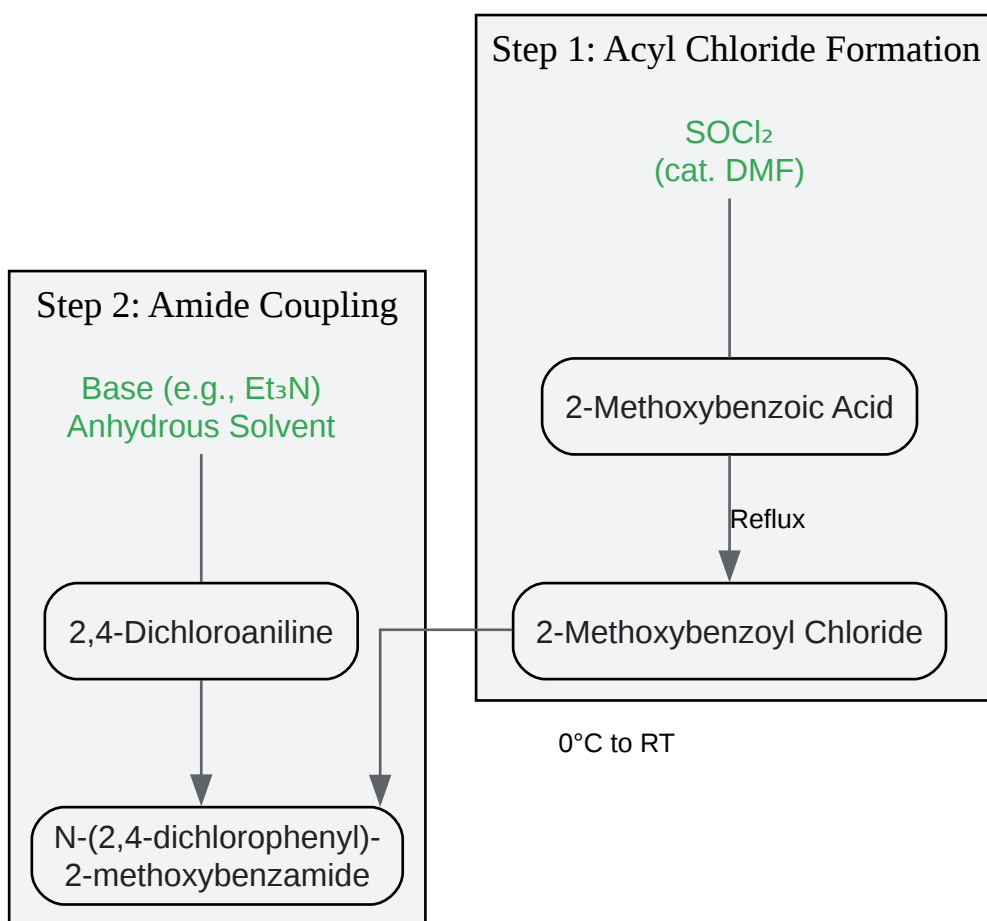 Step 1: Acyl Chloride Formation
SOCl₂
(cat. DMF)
2-Methoxybenzoic Acid
Reflux
2-Methoxybenzoyl Chloride
0°C to RT
Step 2: Amide Coupling
Base (e.g., Et₃N)
Anhydrous Solvent
2,4-Dichloroaniline
N-(2,4-dichlorophenyl)-
2-methoxybenzamide